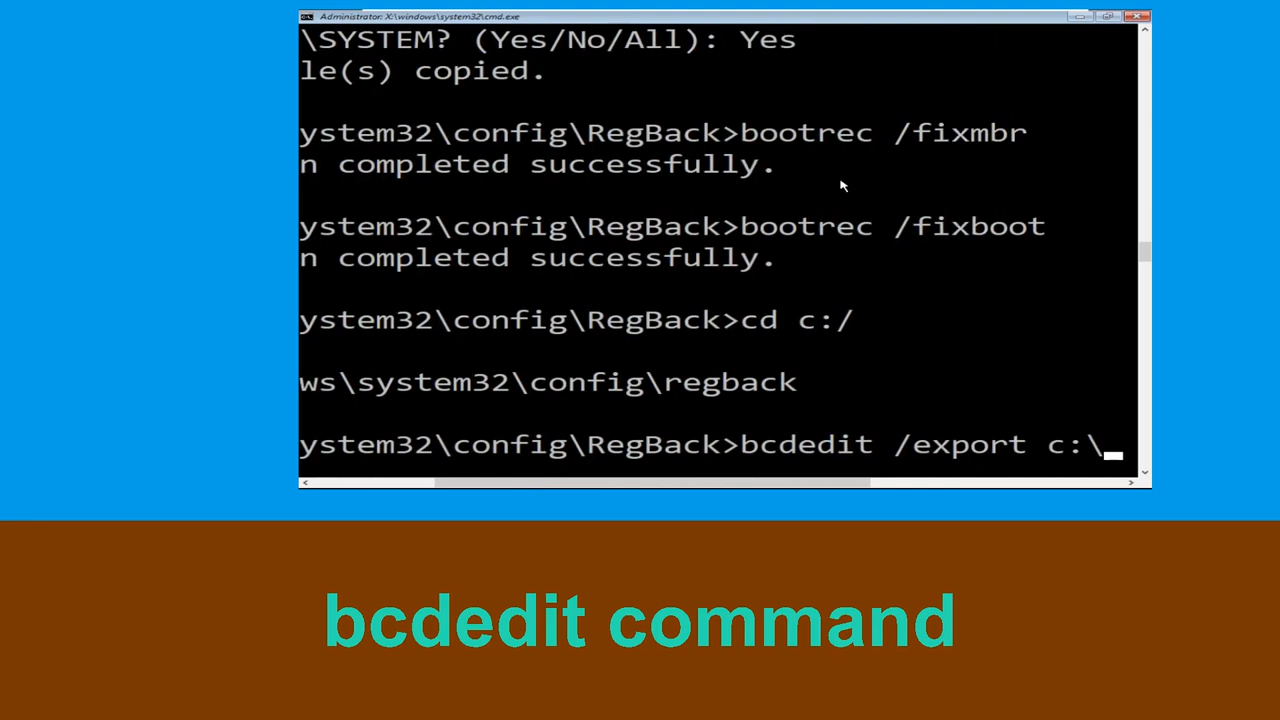 Administrator: X:\windows\system32\cmd.exe
\SYSTEM? (Yes/No/All): Yes
le(s) copied.
ystem32\config\RegBack>bootrec /fixmbr
n completed successfully.
ystem32\config\RegBack>bootrec /fixboot
n completed successfully.
ystem32\config\RegBack>cd c:/
ws\system32\config\regback
ystem32\config\RegBack>bcdedit /export c:\
bcdedit command